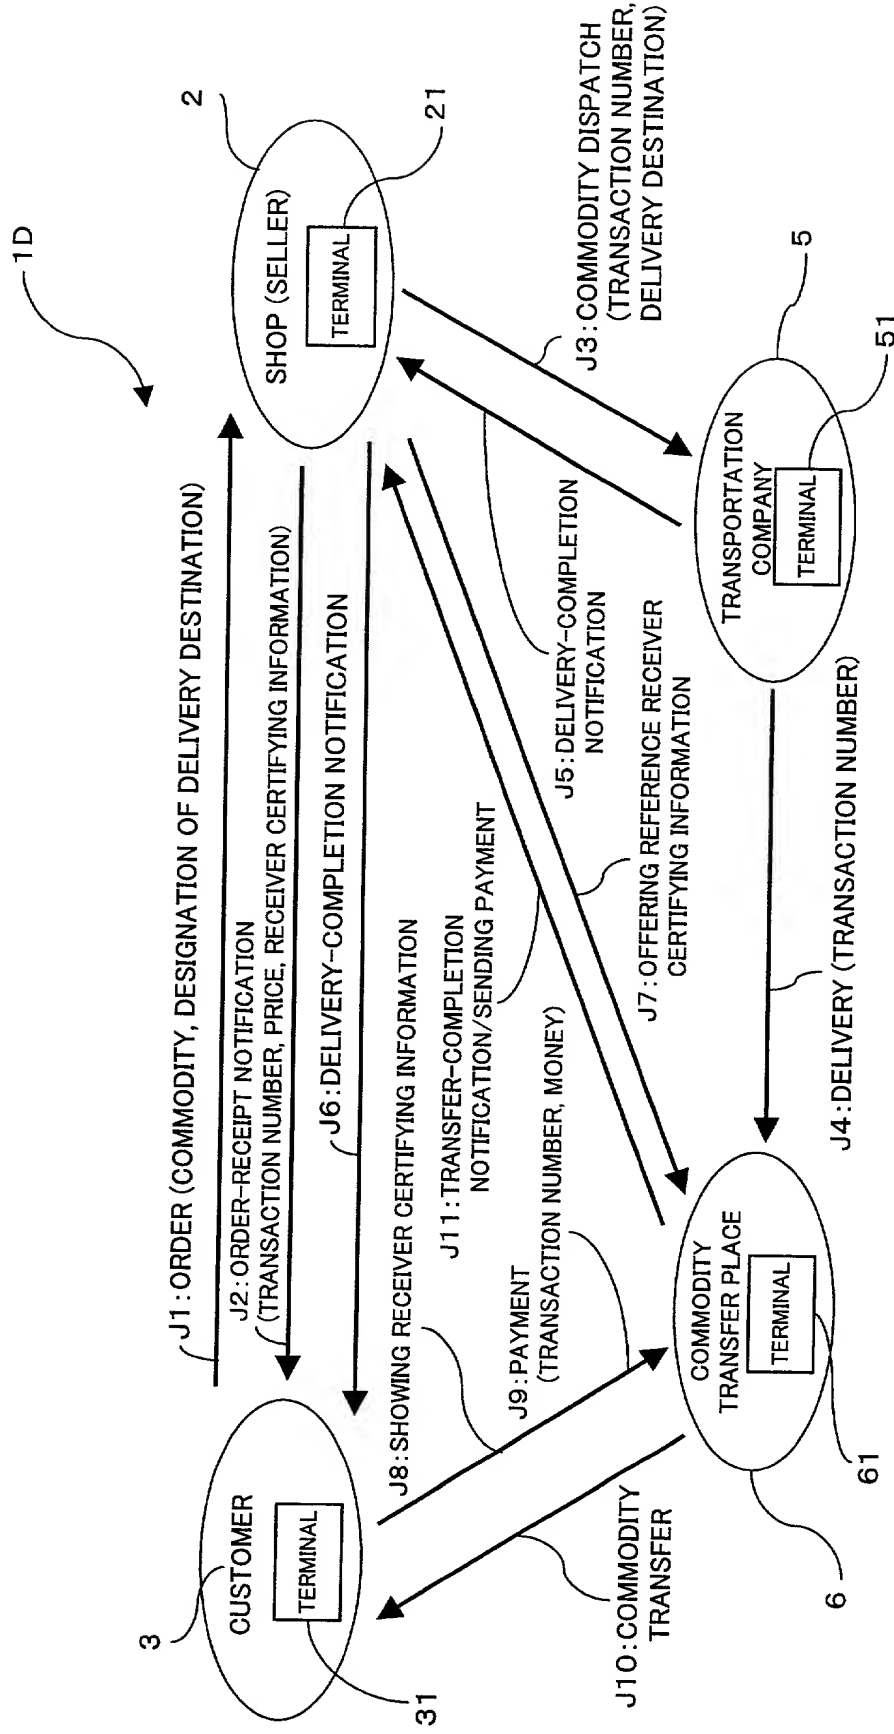 1D
J1:ORDER (COMMODITY, DESIGNATION OF DELIVERY DESTINATION)
J2:ORDER-RECEIPT NOTIFICATION
(TRANSACTION NUMBER, PRICE, RECEIVER CERTIFYING INFORMATION)
J6:DELIVERY-COMPLETION NOTIFICATION
3
CUSTOMER
TERMINAL
31
2
SHOP (SELLER)
TERMINAL
21
J8:SHOWING RECEIVER CERTIFYING INFORMATION
J11:TRANSFER-COMPLETION
NOTIFICATION/SENDING PAYMENT
J9:PAYMENT
(TRANSACTION NUMBER, MONEY)
J5:DELIVERY-COMPLETION
NOTIFICATION
J3:COMMODITY DISPATCH
(TRANSACTION NUMBER,
DELIVERY DESTINATION)
J7:OFFERING REFERENCE RECEIVER
CERTIFYING INFORMATION
J10:COMMODITY
TRANSFER
COMMODITY
TRANSFER PLACE
TERMINAL
6
61
J4:DELIVERY (TRANSACTION NUMBER)
5
TRANSPORTATION
COMPANY
TERMINAL
51